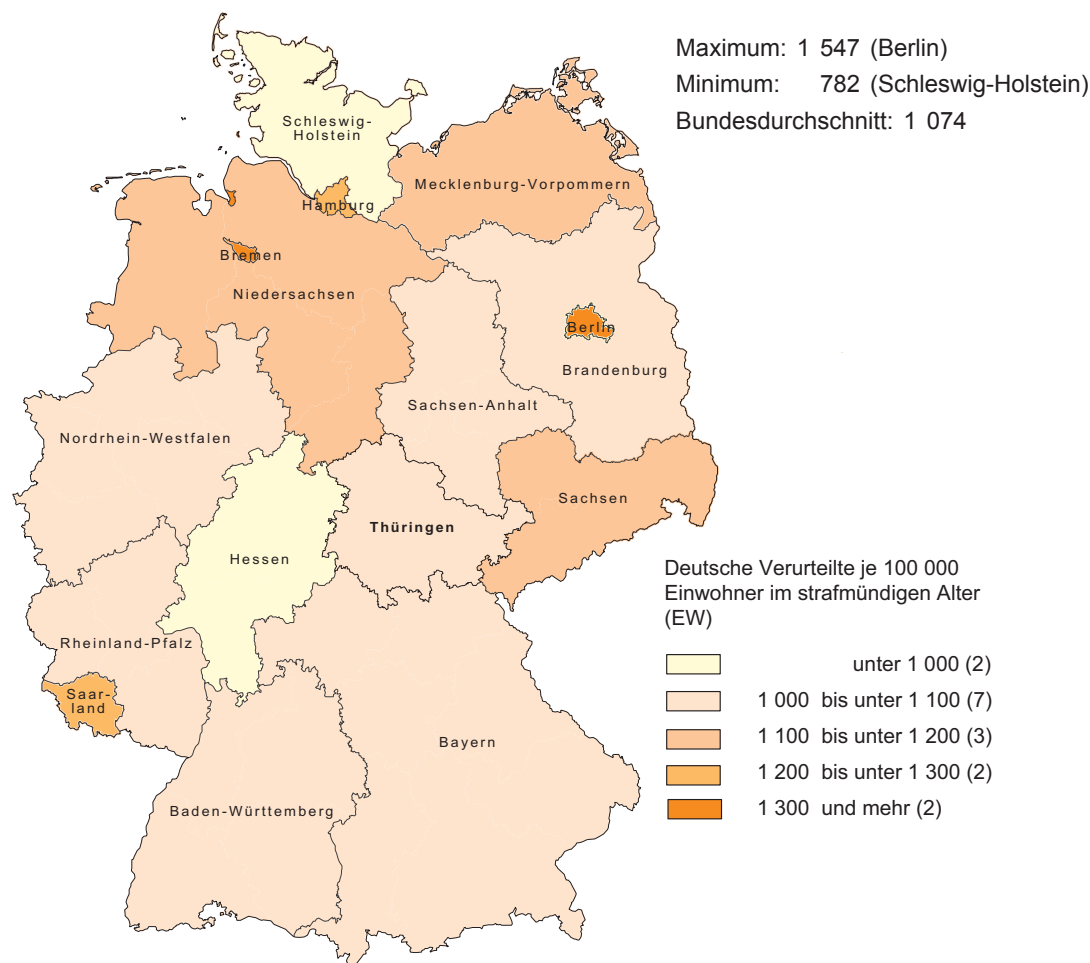 Maximum: 1 547 (Berlin)
Minimum: 782 (Schleswig-Holstein)
Bundesdurchschnitt: 1 074
Schleswig-
Holstein
Mecklenburg-Vorpommern
Hamburg
Bremen
Niedersachsen
Berlin
Brandenburg
Sachsen-Anhalt
Nordrhein-Westfalen
Sachsen
Thüringen
Hessen
Rheinland-Pfalz
Saar-
land
Bayern
Baden-Württemberg
Deutsche Verurteilte je 100 000
Einwohner im strafmündigen Alter
(EW)
unter 1 000 (2)
1 000 bis unter 1 100 (7)
1 100 bis unter 1 200 (3)
1 200 bis unter 1 300 (2)
1 300 und mehr (2)